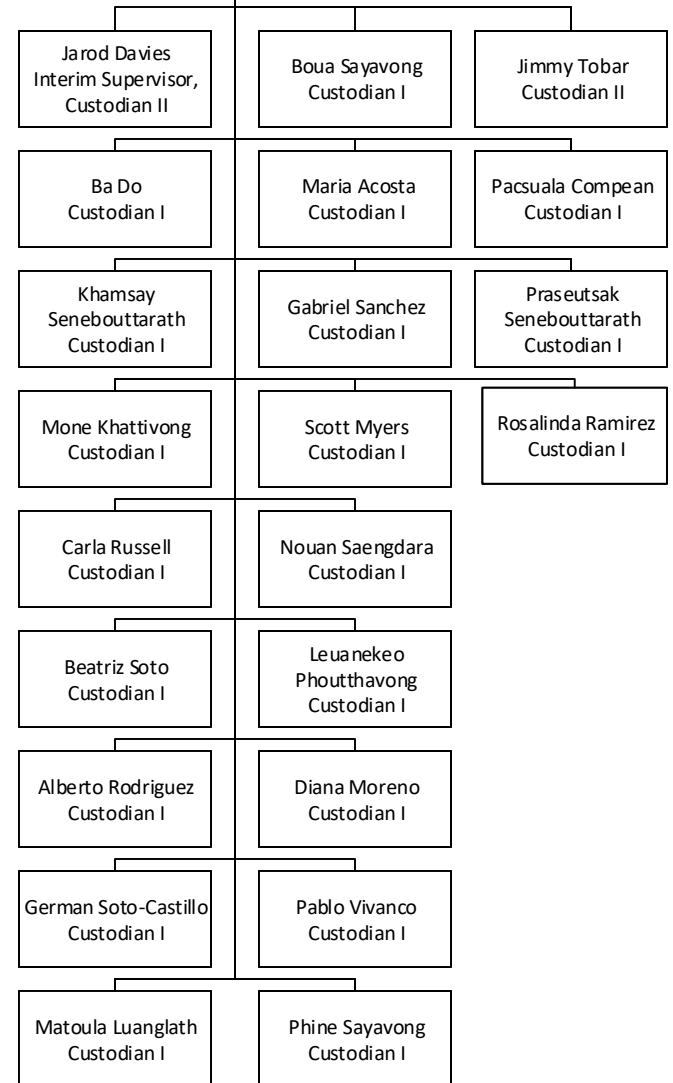 Jarod Davies
Interim Supervisor,
Custodian II
Boua Sayavong
Custodian I
Jimmy Tobar
Custodian II
Ba Do
Custodian I
Maria Acosta
Custodian I
Pacsuala Compean
Custodian I
Khamsay
Senebouttarath
Custodian I
Gabriel Sanchez
Custodian I
Praseutsak
Senebouttarath
Custodian I
Mone Khattivong
Custodian I
Scott Myers
Custodian I
Rosalinda Ramirez
Custodian I
Carla Russell
Custodian I
Nouan Saengdara
Custodian I
Beatriz Soto
Custodian I
Leuanekeo
Phoutthavong
Custodian I
Alberto Rodriguez
Custodian I
Diana Moreno
Custodian I
German Soto-Castillo
Custodian I
Pablo Vivanco
Custodian I
Matoula Luanglath
Custodian I
Phine Sayavong
Custodian I